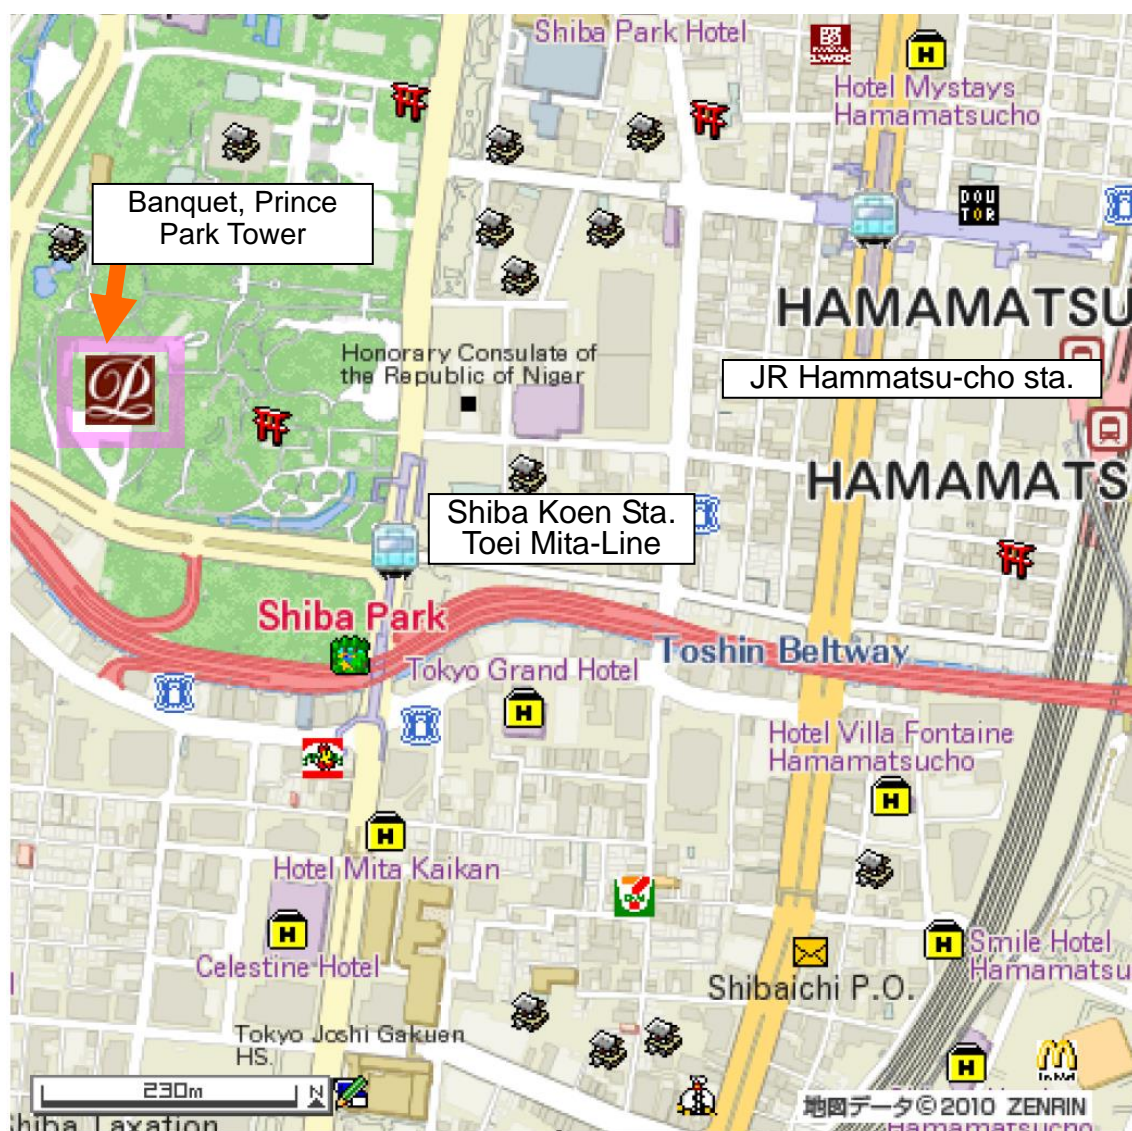 Shiba Park Hotel
Hotel Mystays
Hamamatsucho
DOU
TOR
Banquet, Prince
Park Tower
HAMAMATSU
Honorary Consulate of
the Republic of Niger
JR Hammatsu-cho sta.
HAMAMATS
Shiba Koen Sta.
Toei Mita-Line
Shiba Park
Toshin Beltway
Tokyo Grand Hotel
Hotel Villa Fontaine
Hamamatsucho
H
Hotel Mita Kaikan
Celestine Hotel
Smile Hotel
Hamamatsu
Shibaichi P.O.
Tokyo Joshi Gakuen
HS.
230m
N
地図データ©2010 ZENRIN
Shiba Taxation
Hamamatsucho